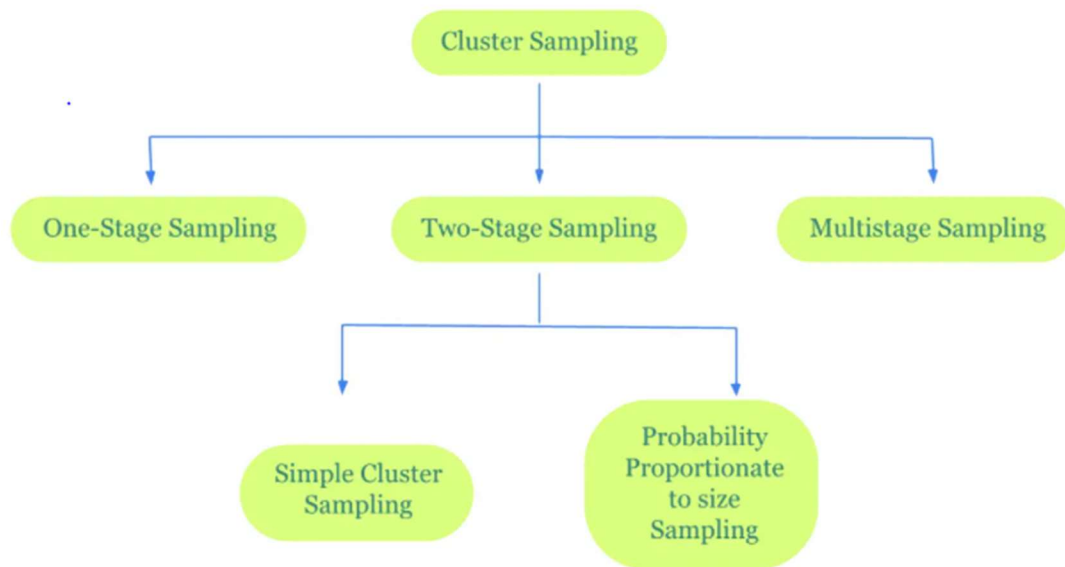 Cluster Sampling
One-Stage Sampling
Two-Stage Sampling
Multistage Sampling
Simple Cluster
Sampling
Probability
Proportionate
to size
Sampling